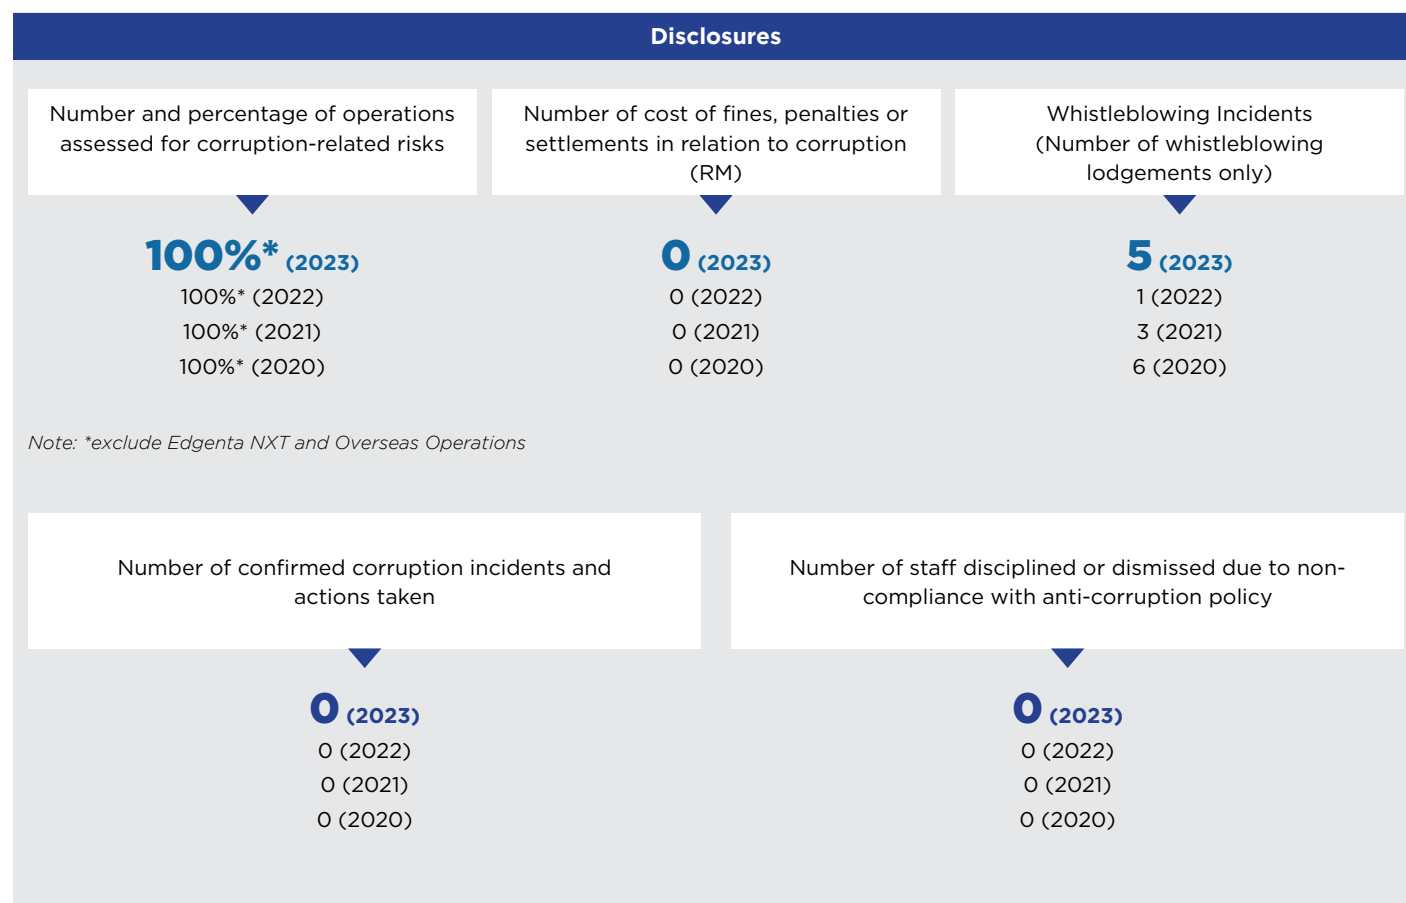 Disclosures
Number and percentage of operations
assessed for corruption-related risks
100%* (2023)
100%* (2022)
100%* (2021)
100%* (2020)
Number of cost of fines, penalties or
settlements in relation to corruption
(RM)
0 (2023)
0 (2022)
0 (2021)
0 (2020)
Whistleblowing Incidents
(Number of whistleblowing
lodgements only)
5 (2023)
1 (2022)
3 (2021)
6 (2020)
Note: *exclude Edgenta NXT and Overseas Operations
Number of confirmed corruption incidents and
actions taken
0 (2023)
0 (2022)
0 (2021)
0 (2020)
Number of staff disciplined or dismissed due to non-
compliance with anti-corruption policy
0 (2023)
0 (2022)
0 (2021)
0 (2020)